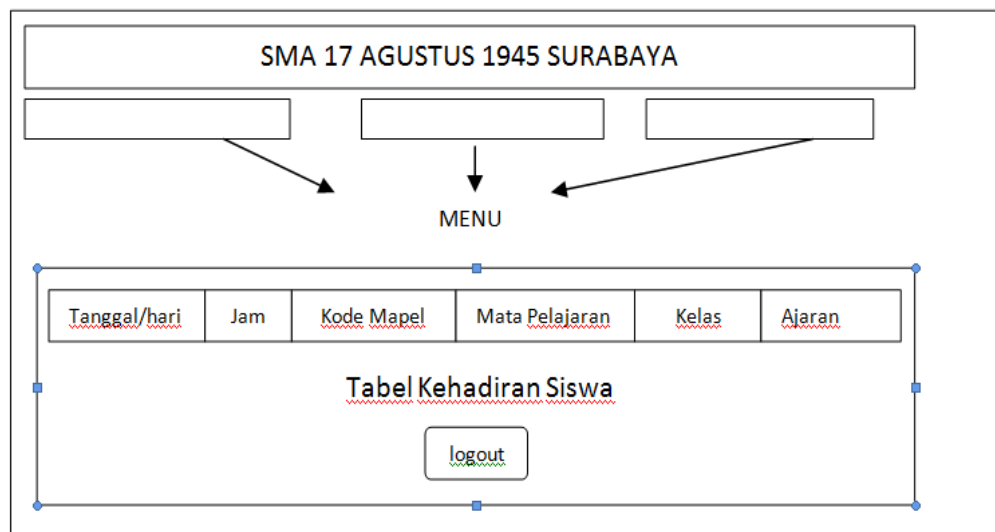 SMA 17 AGUSTUS 1945 SURABAYA
MENU
Tanggal/hari Jam Kode Mapel Mata Pelajaran Kelas Ajaran
Tabel Kehadiran Siswa
logout